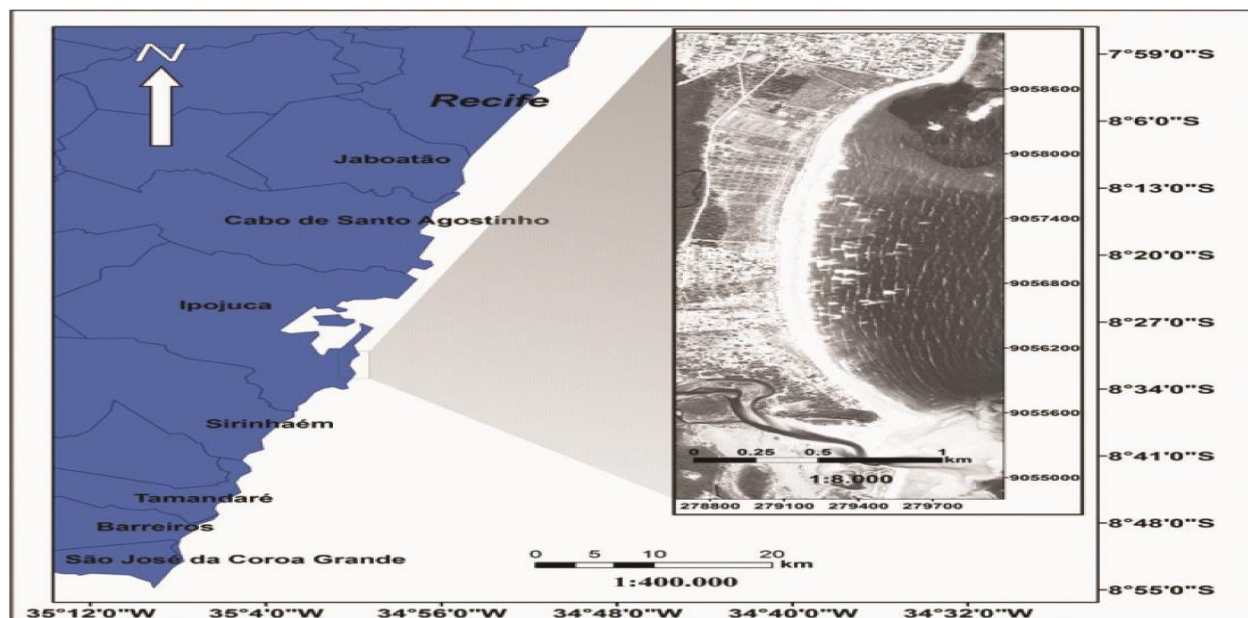 N
Recife
Jaboatão
Cabo de Santo Agostinho
Ipojuca
Sirinhaém
Tamandaré
Barreiros
São José da Coroa Grande
0 5 10 20 km
1:400.000
0 0.25 0.5 1 km
1:8.000
278800 279100 279400 279700
9058600
9058000
9057400
9056800
9056200
9055600
9055000
7°59'0"S
8°6'0"S
8°13'0"S
8°20'0"S
8°27'0"S
8°34'0"S
8°41'0"S
8°48'0"S
8°55'0"S
35°12'0"W 35°4'0"W 34°56'0"W 34°48'0"W 34°40'0"W 34°32'0"W